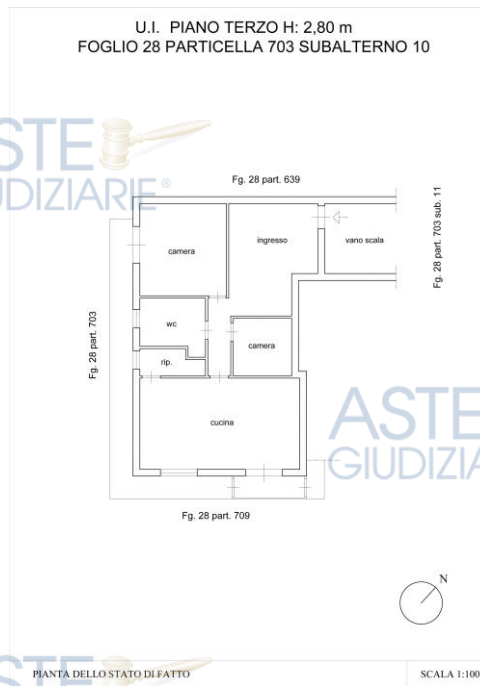 U.I. PIANO TERZO H: 2,80 m
FOGLIO 28 PARTICELLA 703 SUBALTERNO 10
ASTE
GIUDIZIARIE®
Fg. 28 part. 639
Fg. 28 part. 703 sub. 11
camera
ingresso
vano scala
wc
camera
rip.
Fg. 28 part. 703
cucina
ASTE
GIUDIZIA
Fg. 28 part. 709
N
ASTE
PIANTA DELLO STATO DI FATTO
SCALA 1:100